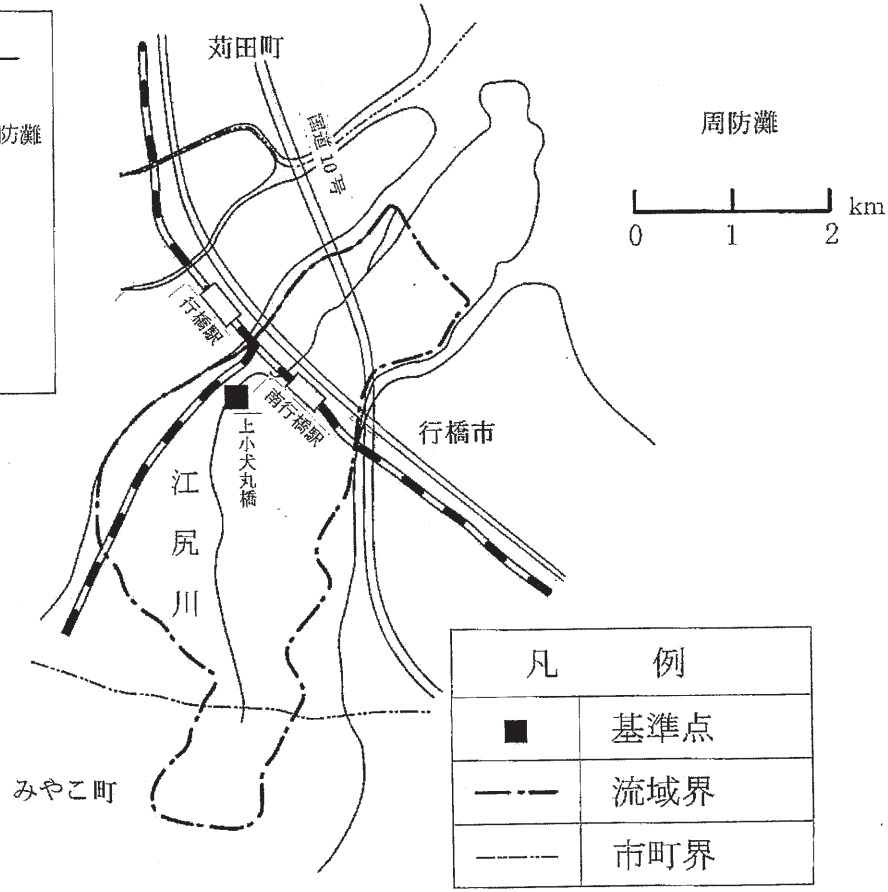 苅田町
防灘
国道10号
周防灘
km
0 1 2
行橋駅
南行橋駅
行橋市
上小犬丸橋
江尻川
凡 例
基準点
流域界
みやこ町
市町界